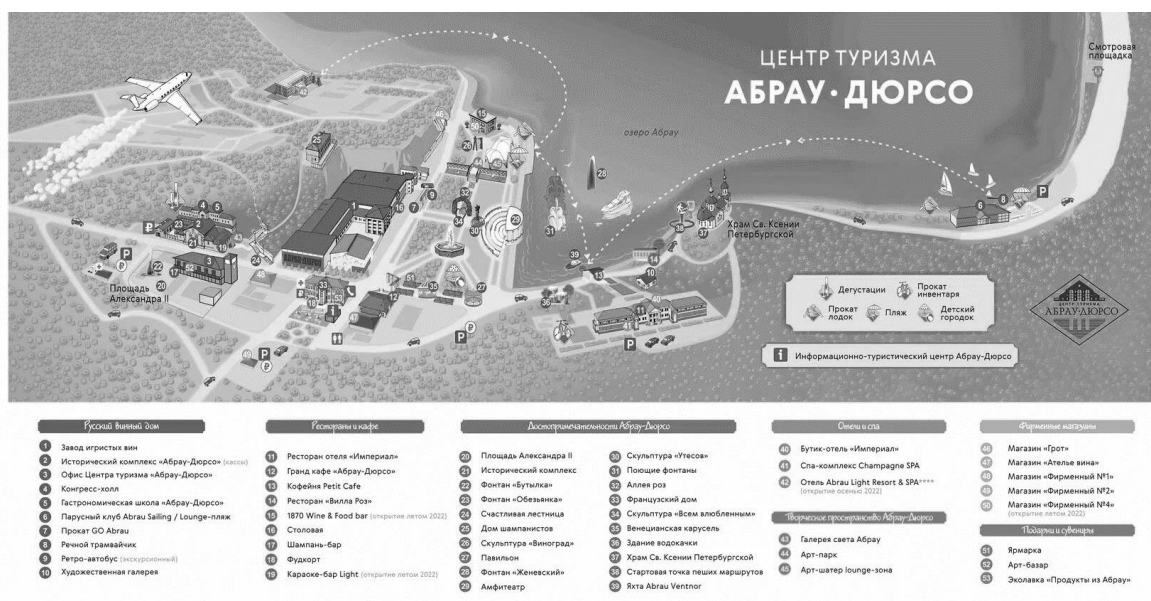 ЦЕНТР ТУРИЗМА
АБРАУ·ДЮРСО
Смотровая
площадка
озеро Абрау
Храм Св. Ксении
Петербургской
Площадь
Александра II
Дегустации
Прокат
инвентаря
Прокат
лодок
Пляж
Детский
городок
ЦЕНТР ТУРИЗМА
АБРАУ·ДЮРСО
Информационно-туристический центр Абрау-Дюрсо
Русский винный дом
1 Завод игристых вин
2 Исторический комплекс «Абрау-Дюрсо» (кассы)
3 Офис Центра туризма «Абрау-Дюрсо»
4 Конгресс-холл
5 Гастрономическая школа «Абрау-Дюрсо»
6 Парусный клуб Abrau Sailing / Lounge-пляж
7 Прокат GO Abrau
8 Речной трамвайчик
9 Ретро-автобус (экскурсионный)
10 Художественная галерея
Рестораны и кафе
11 Ресторан отеля «Империал»
12 Гранд кафе «Абрау-Дюрсо»
13 Кофейня Petit Cafe
14 Ресторан «Вилла Роз»
15 1870 Wine & Food bar (открытие летом 2022)
16 Столовая
17 Шампань-бар
18 Фудкорт
19 Караоке-бар Light (открытие летом 2022)
Достопримечательности Абрау-Дюрсо
20 Площадь Александра II
21 Исторический комплекс
22 Фонтан «Бутылка»
23 Фонтан «Обезьянка»
24 Счастливая лестница
25 Дом шампанистов
26 Скульптура «Виноград»
27 Павильон
28 Фонтан «Женевский»
29 Амфитеатр
30 Скульптура «Утесов»
31 Поющие фонтаны
32 Аллея роз
33 Французский дом
34 Скульптура «Всем влюбленным»
35 Венецианская карусель
36 Здание водокачки
37 Храм Св. Ксении Петербургской
38 Стартовая точка пеших маршрутов
39 Яхта Abrau Ventnor
Отели и спа
40 Бутик-отель «Империал»
41 Спа-комплекс Champagne SPA
42 Отель Abrau Light Resort & SPA****
(открытие осенью 2022)
Творческое пространство Абрау-Дюрсо
43 Галерея света Абрау
44 Арт-парк
45 Арт-шатер lounge-зона
Фирменные магазины
46 Магазин «Грот»
47 Магазин «Ателье вина»
48 Магазин «Фирменный №1»
49 Магазин «Фирменный №2»
50 Магазин «Фирменный №4»
(открытие летом 2022)
Подарки и сувениры
51 Ярмарка
52 Арт-базар
53 Эколавка «Продукты из Абрау»